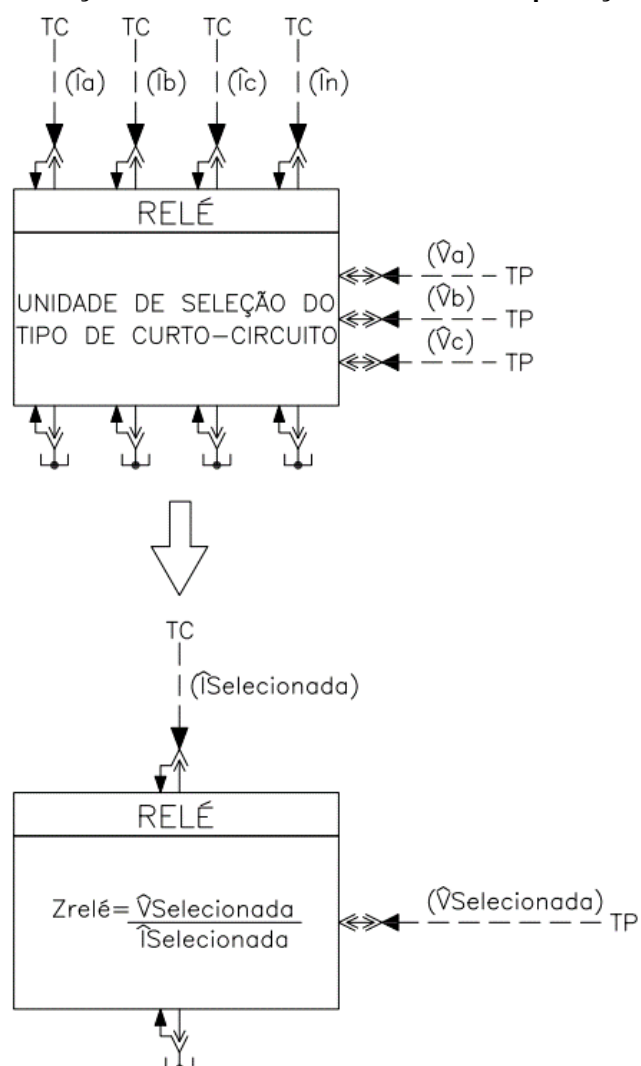 TC TC TC TC
(Îa) (Îb) (Îc) (În)
RELÉ
(V̂a)
TP
UNIDADE DE SELEÇÃO DO
TIPO DE CURTO-CIRCUITO
(V̂b)
TP
(V̂c)
TP
TC
(ÎSelecionada)
RELÉ
Zrelé=V̂Selecionada
ÎSelecionada
(V̂Selecionada)
TP